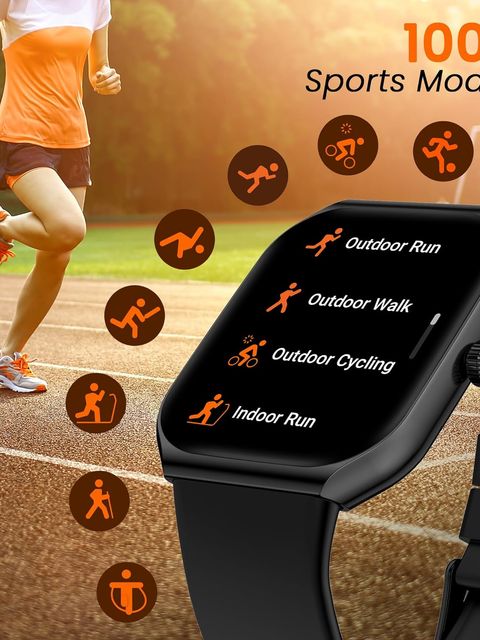 100
Sports Mod
Outdoor Run
Outdoor Walk
Outdoor Cycling
Indoor Run